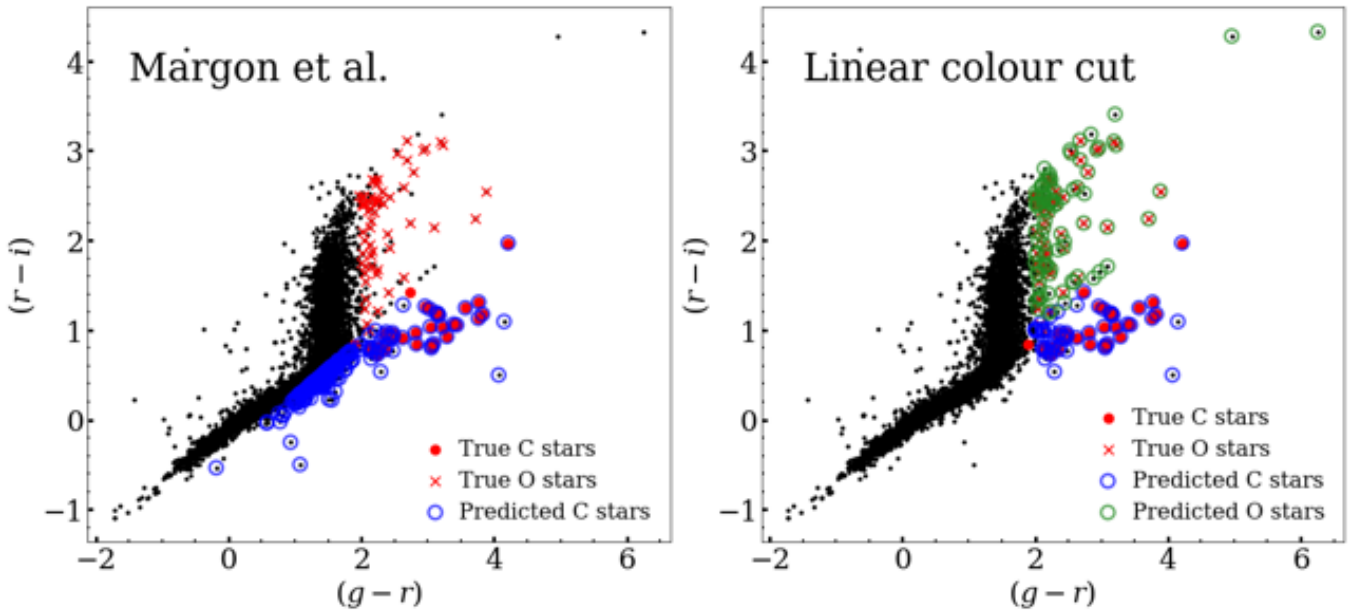 Margon et al.
4
3
2
1
0
−1
(r − i)
True C stars
True O stars
Predicted C stars
−2 0 2 4 6
(g − r)
Linear colour cut
4
3
2
1
0
−1
(r − i)
True C stars
True O stars
Predicted C stars
Predicted O stars
−2 0 2 4 6
(g − r)